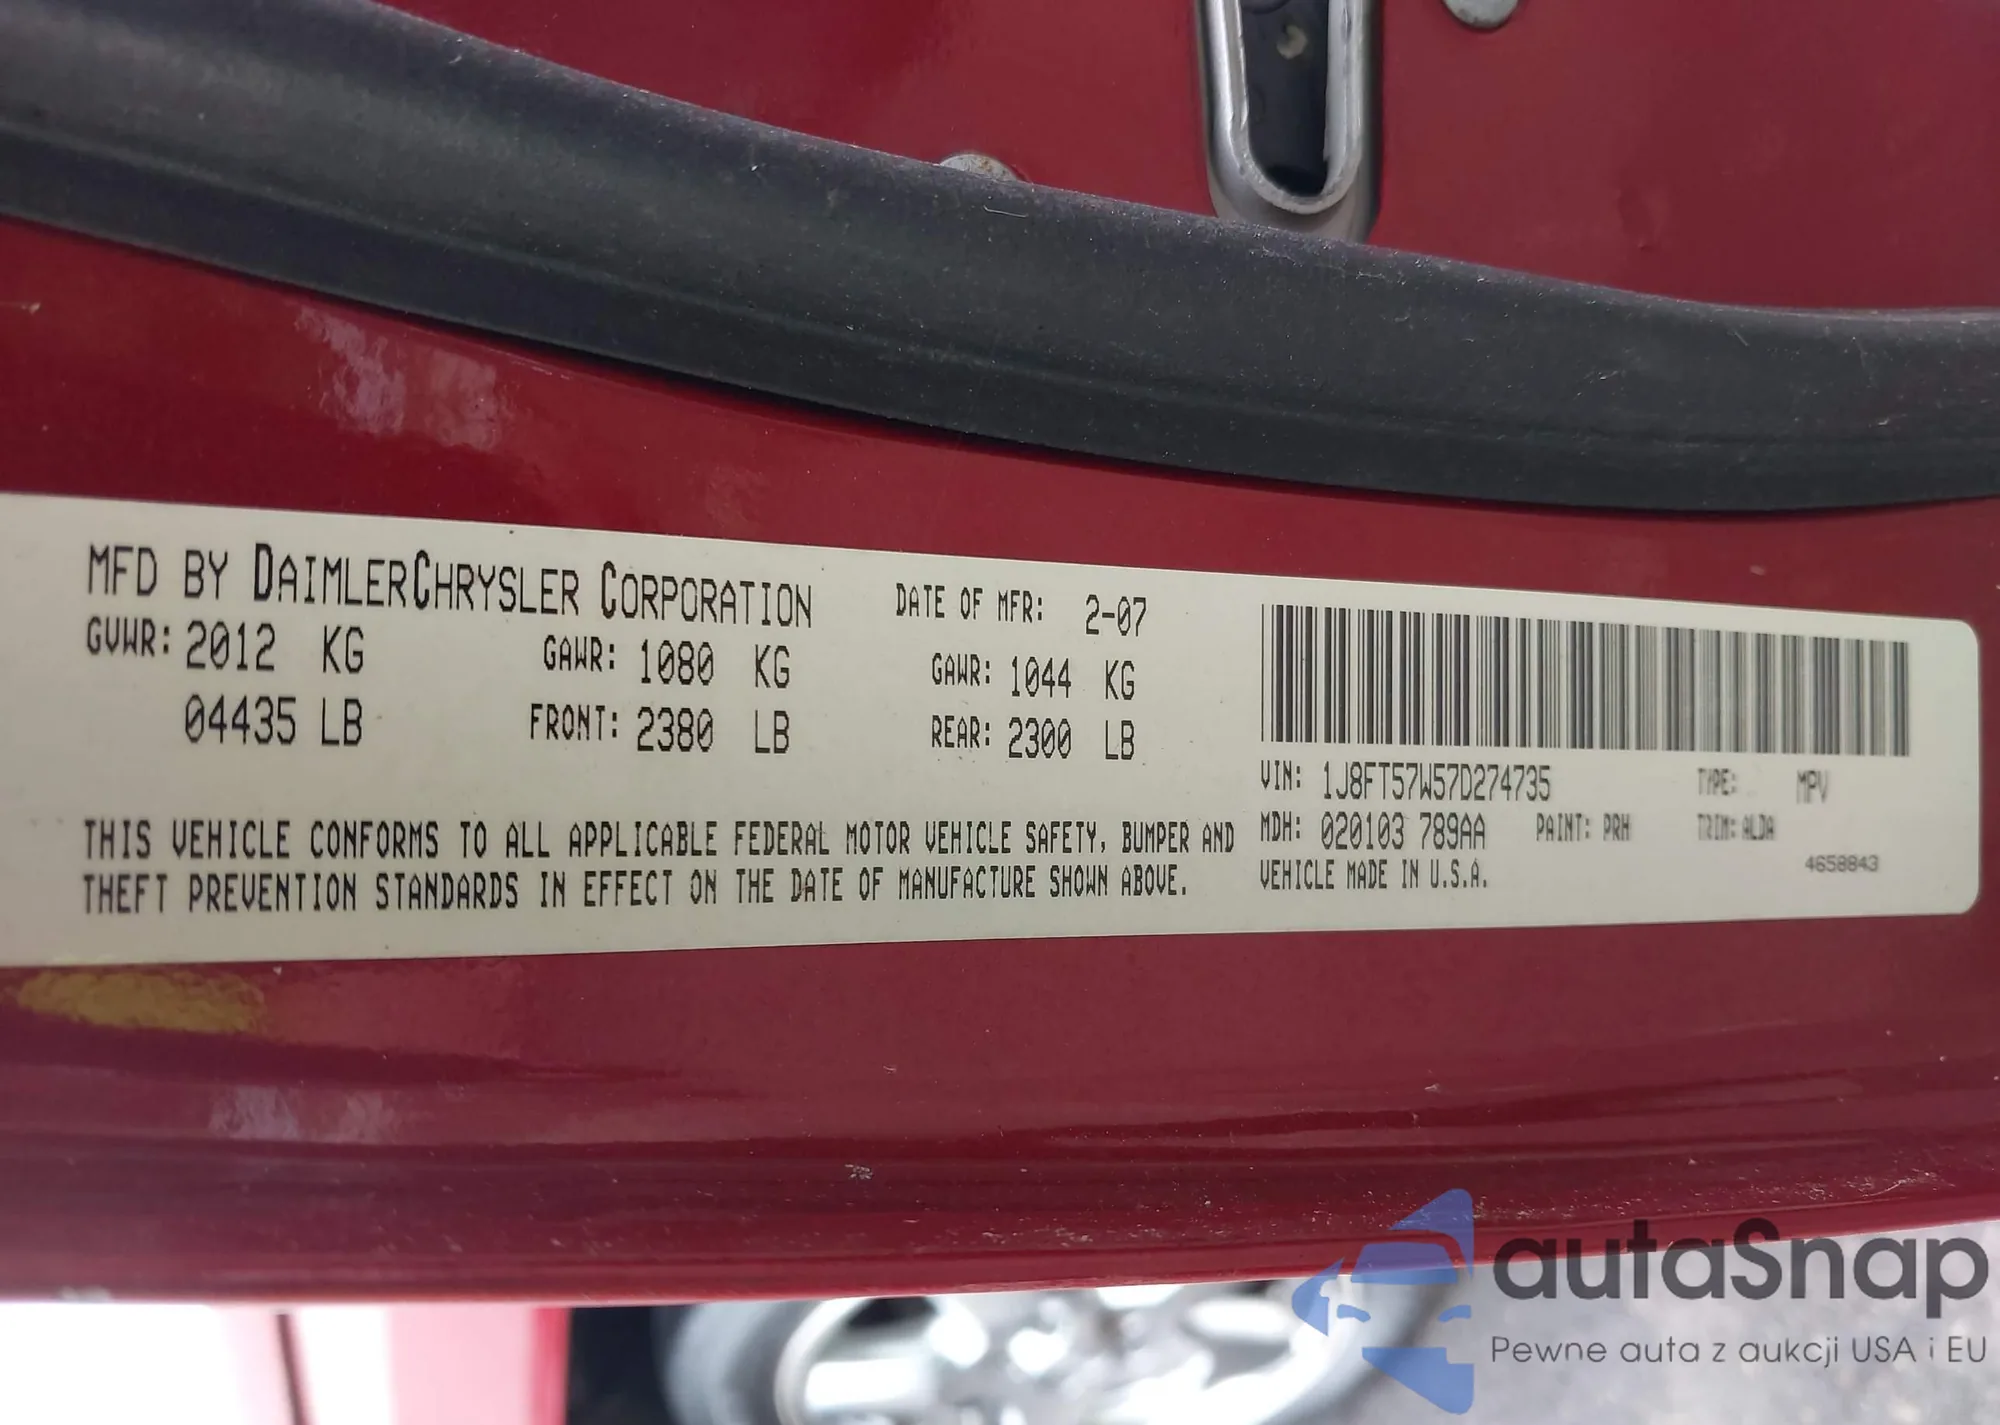 MFD BY DAIMLERCHRYSLER CORPORATION DATE OF MFR: 2-07
GVWR: 2012 KG GAWR: 1080 KG GAWR: 1044 KG
04435 LB FRONT: 2380 LB REAR: 2300 LB
THIS VEHICLE CONFORMS TO ALL APPLICABLE FEDERAL MOTOR VEHICLE SAFETY, BUMPER AND
THEFT PREVENTION STANDARDS IN EFFECT ON THE DATE OF MANUFACTURE SHOWN ABOVE.
VIN: 1J8FT57W57D274735 TYPE: MPV
MDH: 020103 789AA PAINT: PRH TRIM: ALDA
VEHICLE MADE IN U.S.A. 4658843
autaSnap
Pewne auta z aukcji USA i EU